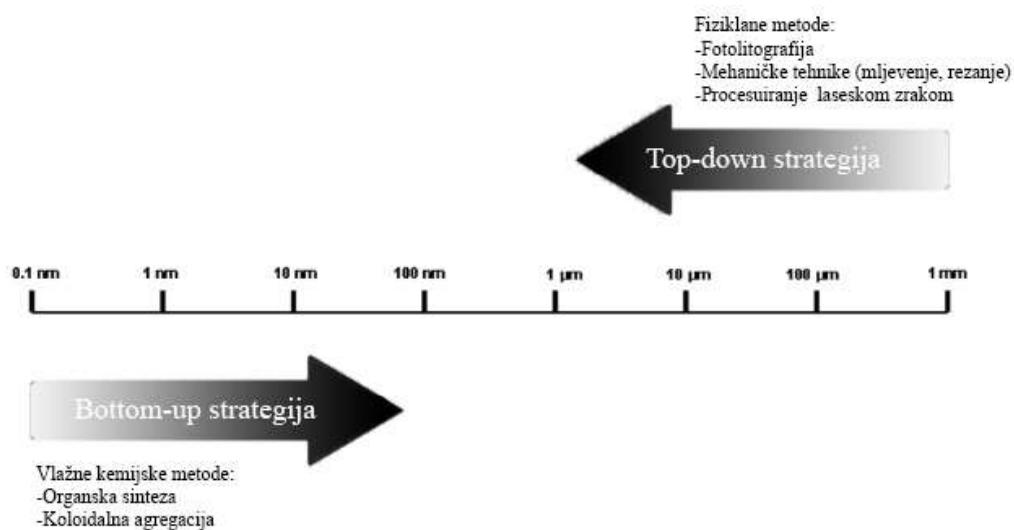 Fiziklane metode:
-Fotolitografija
-Mehaničke tehnike (mljevenje, rezanje)
-Procesuiranje laseskom zrakom
Top-down strategija
0.1 nm 1 nm 10 nm 100 nm 1 µm 10 µm 100 µm 1 mm
Bottom-up strategija
Vlažne kemijske metode:
-Organska sinteza
-Koloidalna agregacija